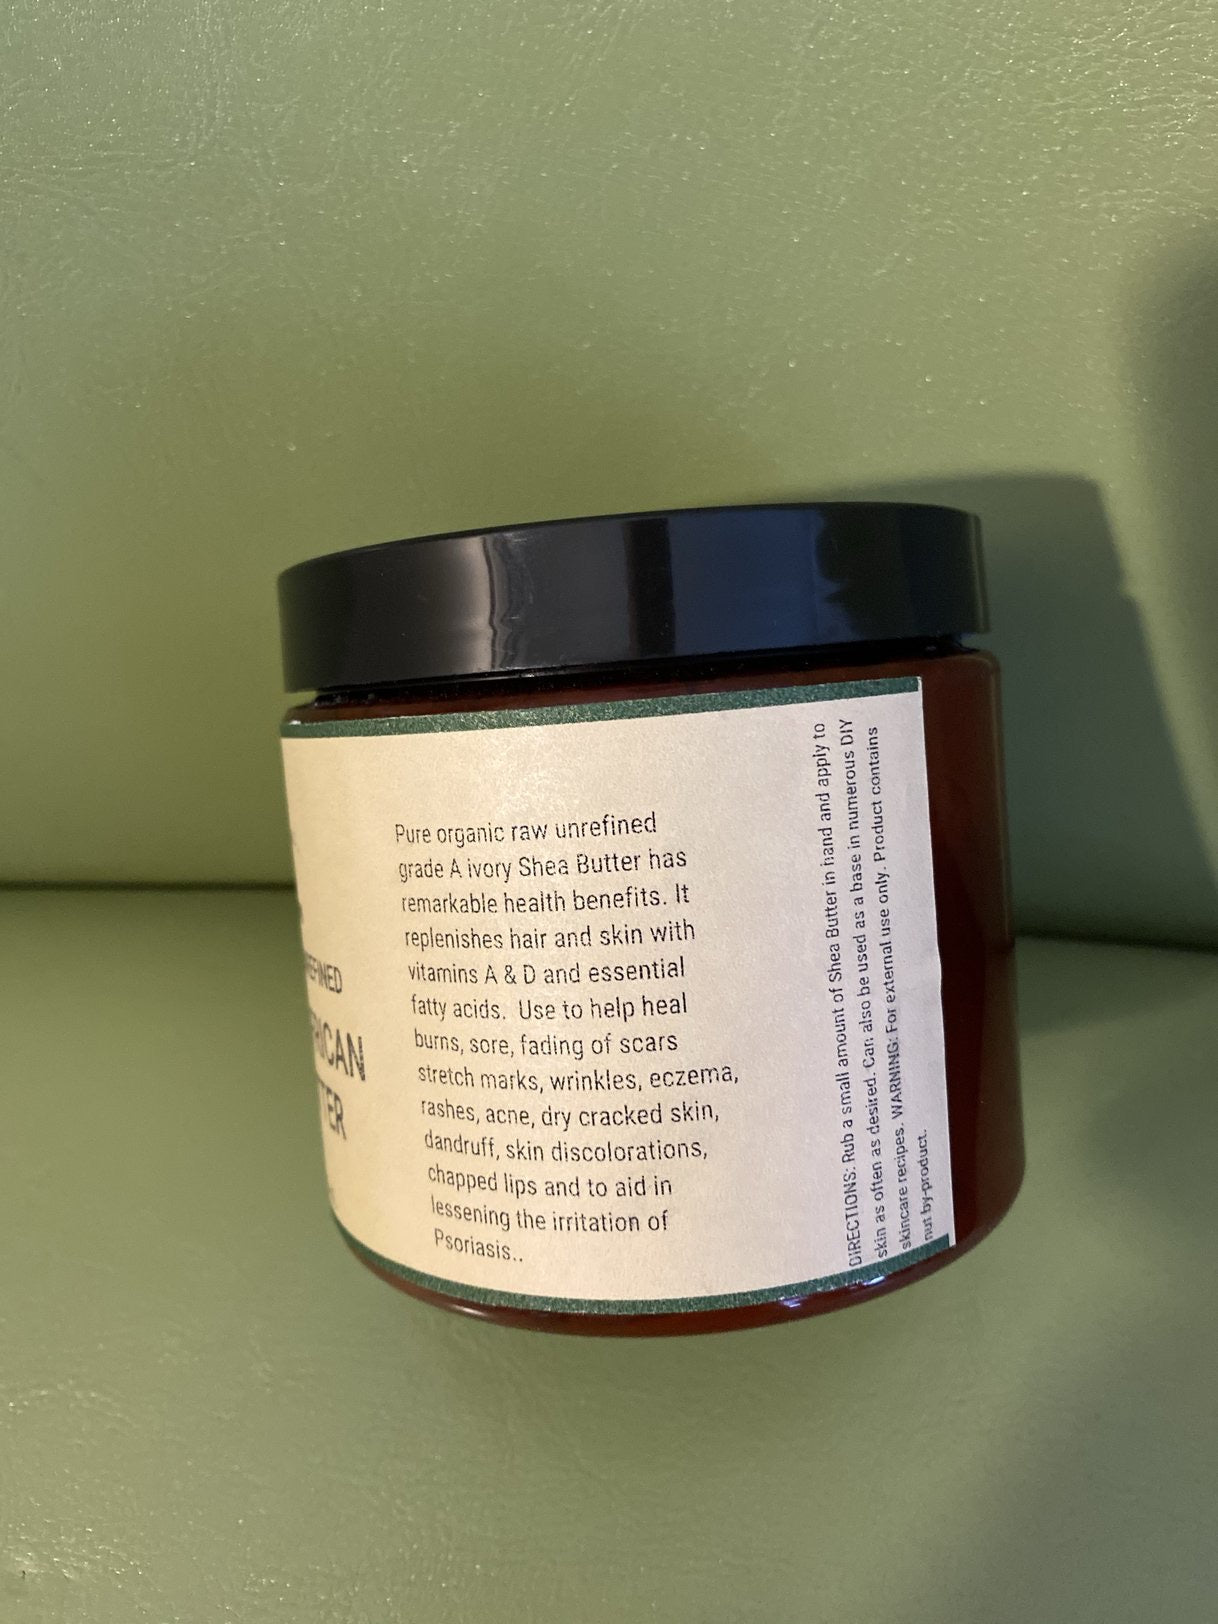 Pure organic raw unrefined
grade A ivory Shea Butter has
remarkable health benefits. It
replenishes hair and skin with
vitamins A & D and essential
fatty acids. Use to help heal
burns, sore, fading of scars
stretch marks, wrinkles, eczema,
rashes, acne, dry cracked skin,
dandruff, skin discolorations,
chapped lips and to aid in
lessening the irritation of
Psoriasis..
DIRECTIONS: Rub a small amount of Shea Butter in hand and apply to
skin as often as desired. Can also be used as a base in numerous DIY
skincare recipes. WARNING: For external use only. Product contains
nut by-product.